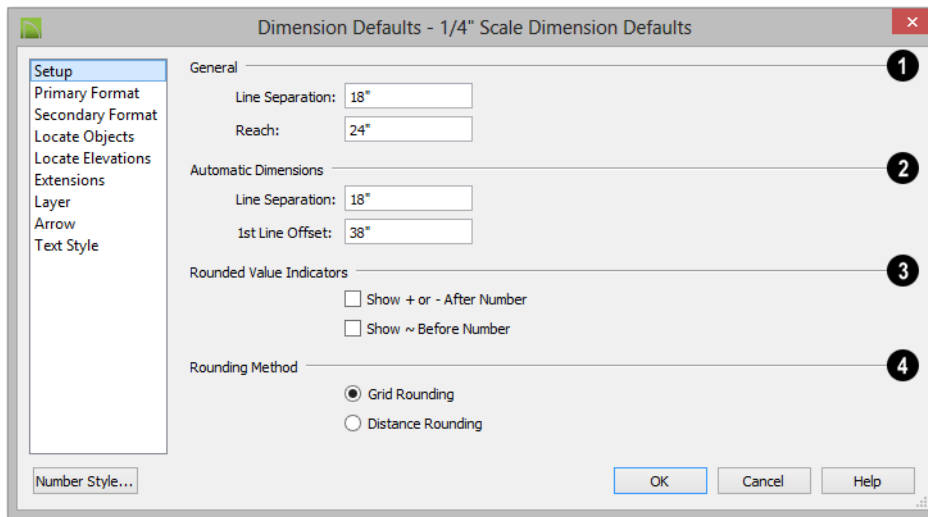 Dimension Defaults - 1/4" Scale Dimension Defaults
x
Setup
Primary Format
Secondary Format
Locate Objects
Locate Elevations
Extensions
Layer
Arrow
Text Style
General
1
Line Separation: 18"
Reach: 24"
Automatic Dimensions
2
Line Separation: 18"
1st Line Offset: 38"
Rounded Value Indicators
3
Show + or - After Number
Show ~ Before Number
Rounding Method
4
Grid Rounding
Distance Rounding
Number Style...
OK
Cancel
Help